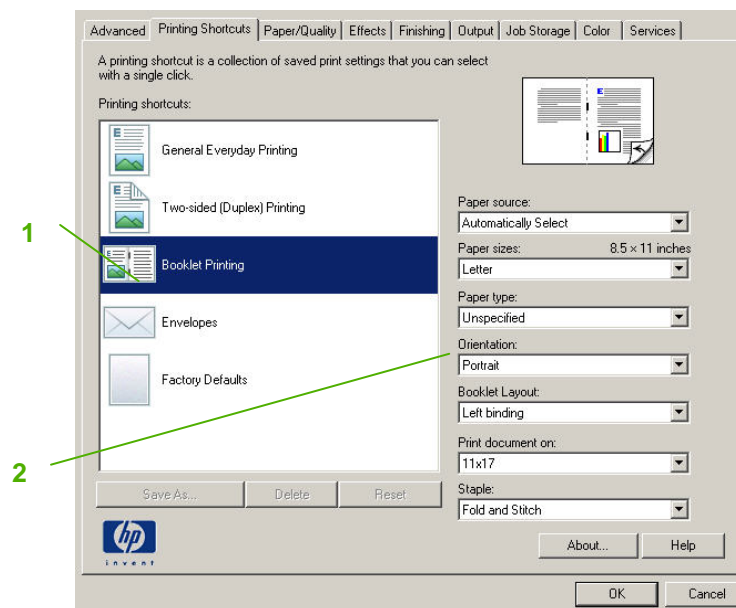 Advanced Printing Shortcuts Paper/Quality Effects Finishing Output Job Storage Color Services
A printing shortcut is a collection of saved print settings that you can select
with a single click.
Printing shortcuts:
General Everyday Printing
Two-sided (Duplex) Printing
Booklet Printing
Envelopes
Factory Defaults
Save As... Delete Reset
hp
invent
1
2
E
E
E
E
Paper source:
Automatically Select
Paper sizes: 8.5 × 11 inches
Letter
Paper type:
Unspecified
Orientation:
Portrait
Booklet Layout:
Left binding
Print document on:
11x17
Staple:
Fold and Stitch
About... Help
OK Cancel